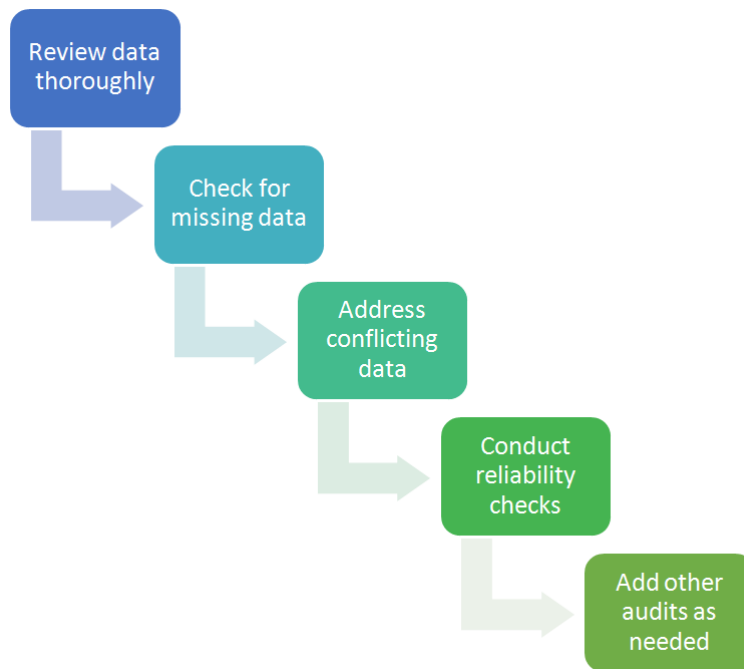 Review data
thoroughly
Check for
missing data
Address
conflicting
data
Conduct
reliability
checks
Add other
audits as
needed